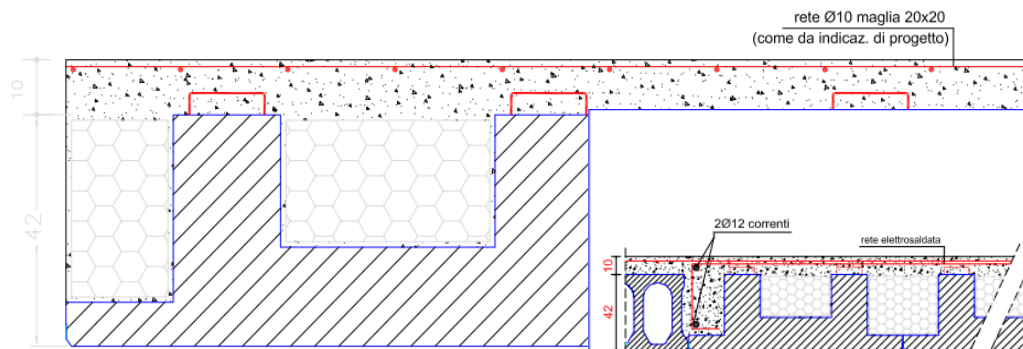 rete Ø10 maglia 20x20
(come da indicaz. di progetto)
10
42
2Ø12 correnti
rete elettrosaldata
10
42